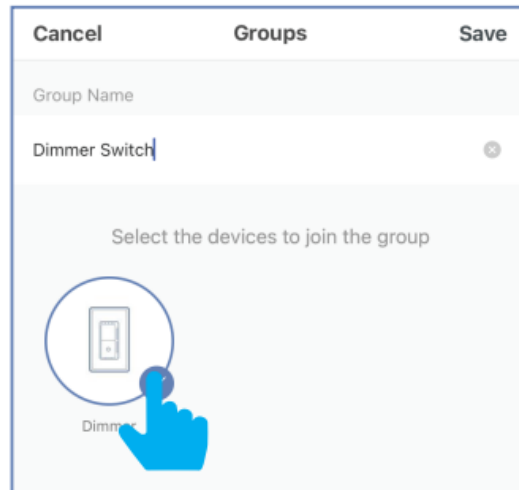 Cancel Groups Save
Group Name
Dimmer Switch
Select the devices to join the group
Dimmer